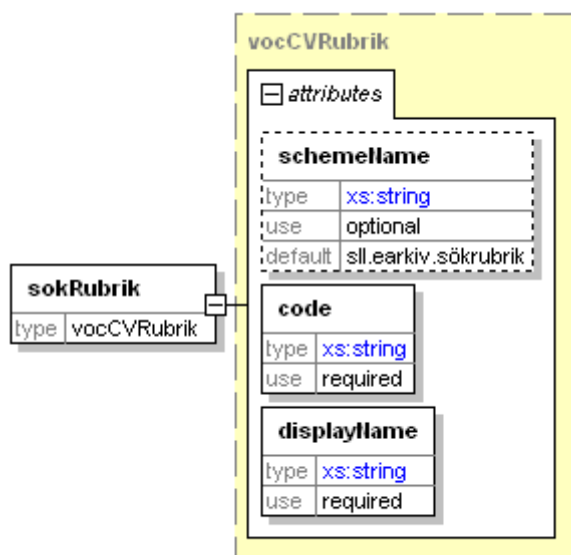 vocCVRubrik
attributes
schemeName
type xs:string
use optional
default sll.earkiv.sökrubrik
sokRubrik
type vocCVRubrik
code
type xs:string
use required
displayName
type xs:string
use required